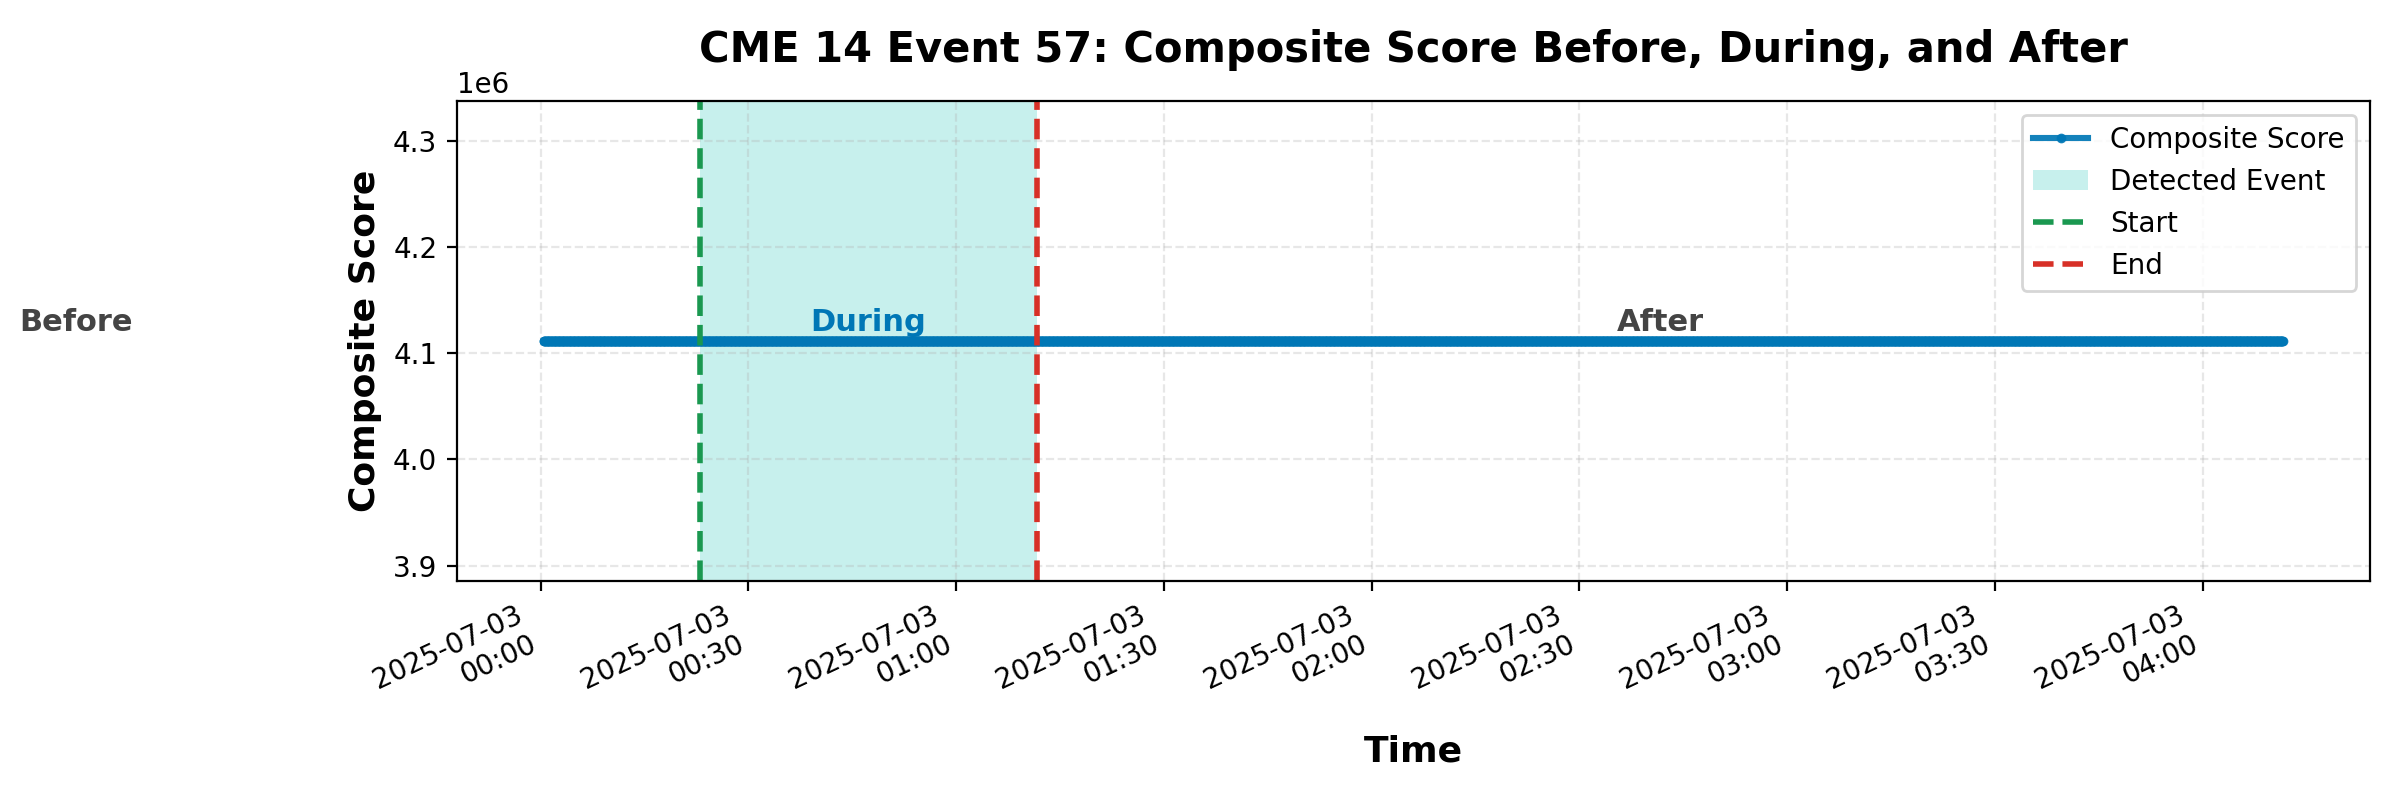 CME 14 Event 57: Composite Score Before, During, and After
1e6
4.3
4.2
4.1
4.0
3.9
Composite Score
Before
During
After
Composite Score
Detected Event
Start
End
2025-07-03
00:00
2025-07-03
00:30
2025-07-03
01:00
2025-07-03
01:30
2025-07-03
02:00
2025-07-03
02:30
2025-07-03
03:00
2025-07-03
03:30
2025-07-03
04:00
Time